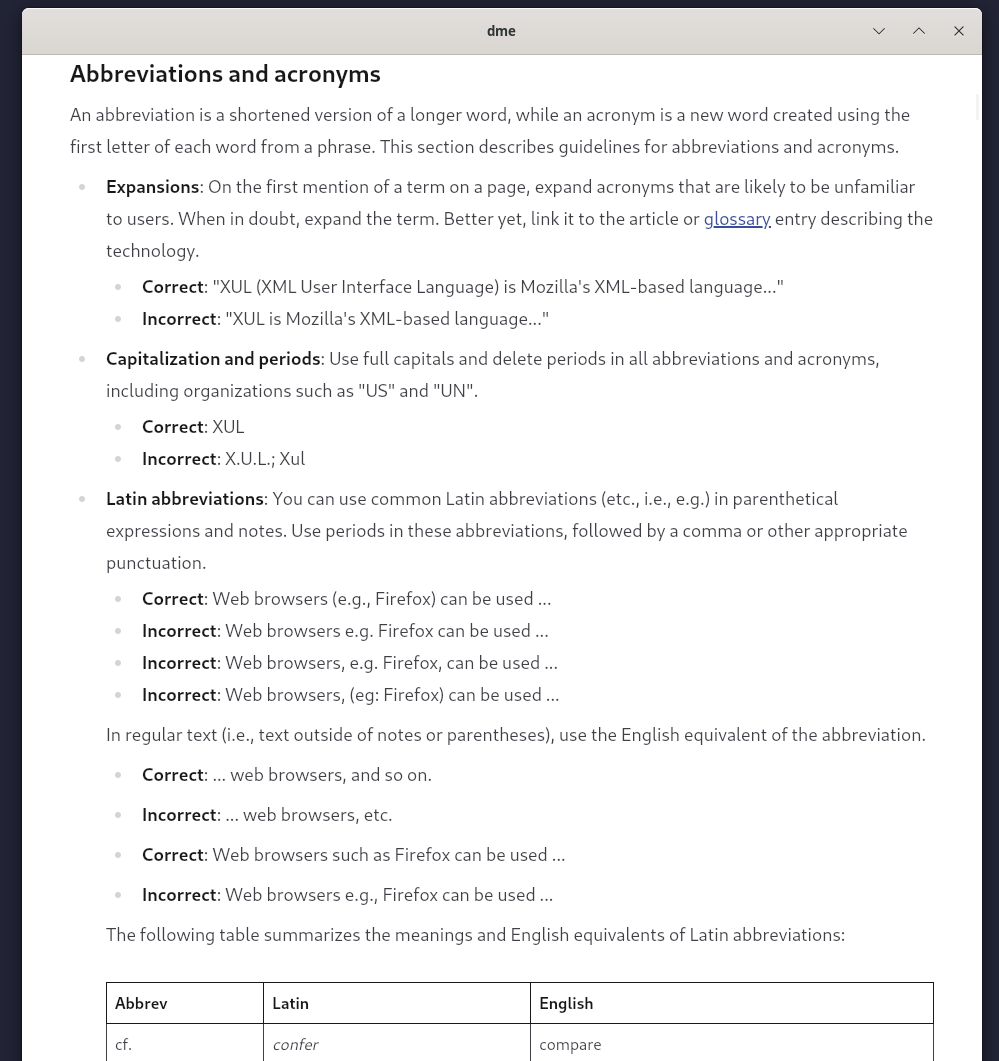 dme
Abbreviations and acronyms
An abbreviation is a shortened version of a longer word, while an acronym is a new word created using the
first letter of each word from a phrase. This section describes guidelines for abbreviations and acronyms.
Expansions: On the first mention of a term on a page, expand acronyms that are likely to be unfamiliar
to users. When in doubt, expand the term. Better yet, link it to the article or glossary entry describing the
technology.
Correct: "XUL (XML User Interface Language) is Mozilla's XML-based language..."
Incorrect: "XUL is Mozilla's XML-based language..."
Capitalization and periods: Use full capitals and delete periods in all abbreviations and acronyms,
including organizations such as "US" and "UN".
Correct: XUL
Incorrect: X.U.L.; Xul
Latin abbreviations: You can use common Latin abbreviations (etc., i.e., e.g.) in parenthetical
expressions and notes. Use periods in these abbreviations, followed by a comma or other appropriate
punctuation.
Correct: Web browsers (e.g., Firefox) can be used ...
Incorrect: Web browsers e.g. Firefox can be used ...
Incorrect: Web browsers, e.g. Firefox, can be used ...
Incorrect: Web browsers, (eg: Firefox) can be used ...
In regular text (i.e., text outside of notes or parentheses), use the English equivalent of the abbreviation.
Correct: ... web browsers, and so on.
Incorrect: ... web browsers, etc.
Correct: Web browsers such as Firefox can be used ...
Incorrect: Web browsers e.g., Firefox can be used ...
The following table summarizes the meanings and English equivalents of Latin abbreviations:
Abbrev Latin English
cf. confer compare